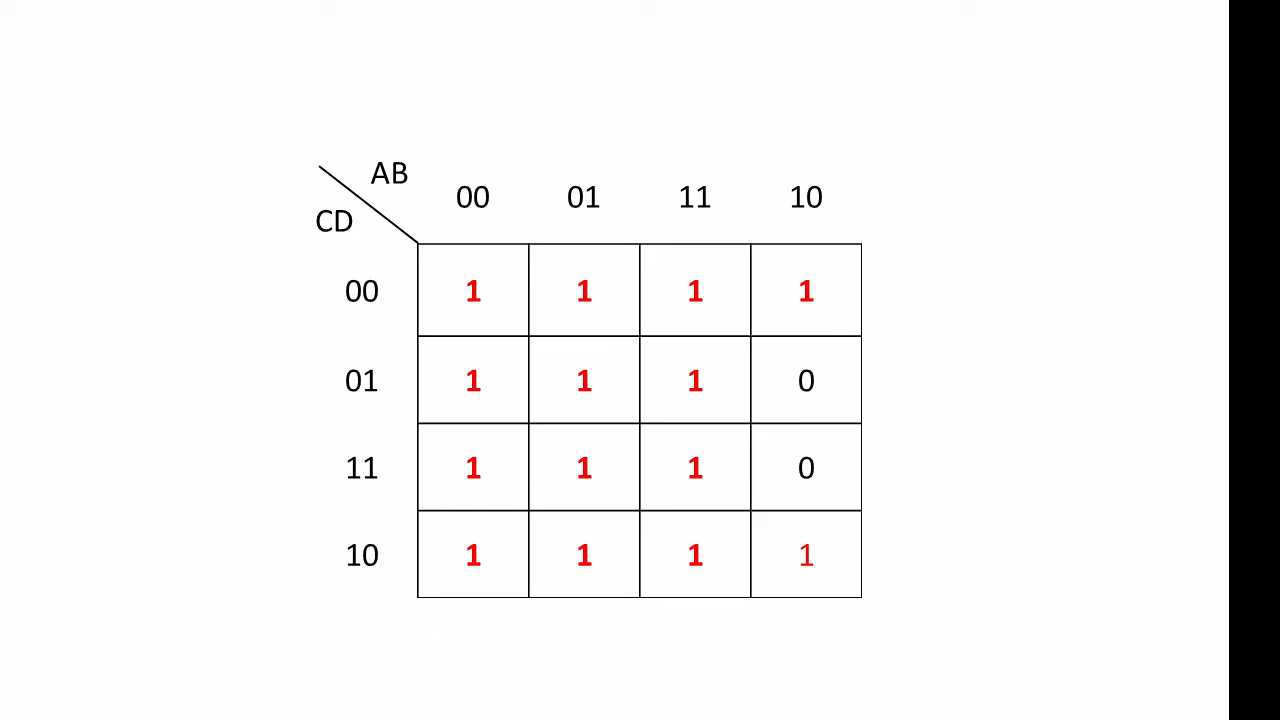 AB
CD
00 01 11 10
00 1 1 1 1
01 1 1 1 0
11 1 1 1 0
10 1 1 1 1